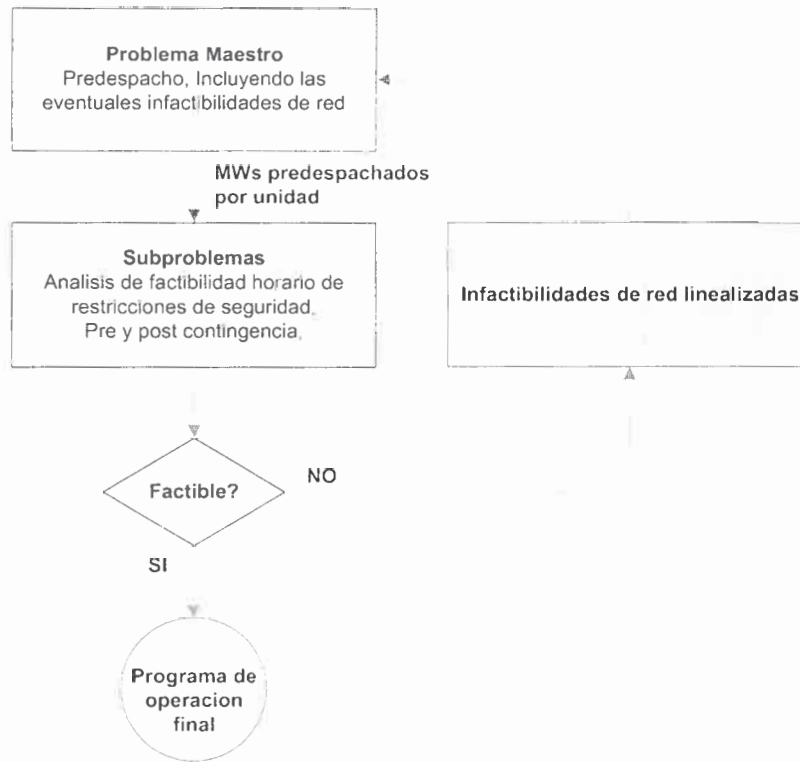 Problema Maestro
Predespacho, Incluyendo las
eventuales infactibilidades de red
MWs predespachados
por unidad
Subproblemas
Analisis de factibilidad horario de
restricciones de seguridad,
Pre y post contingencia,
Infactibilidades de red linealizadas
Factible?
NO
SI
Programa de
operacion
final